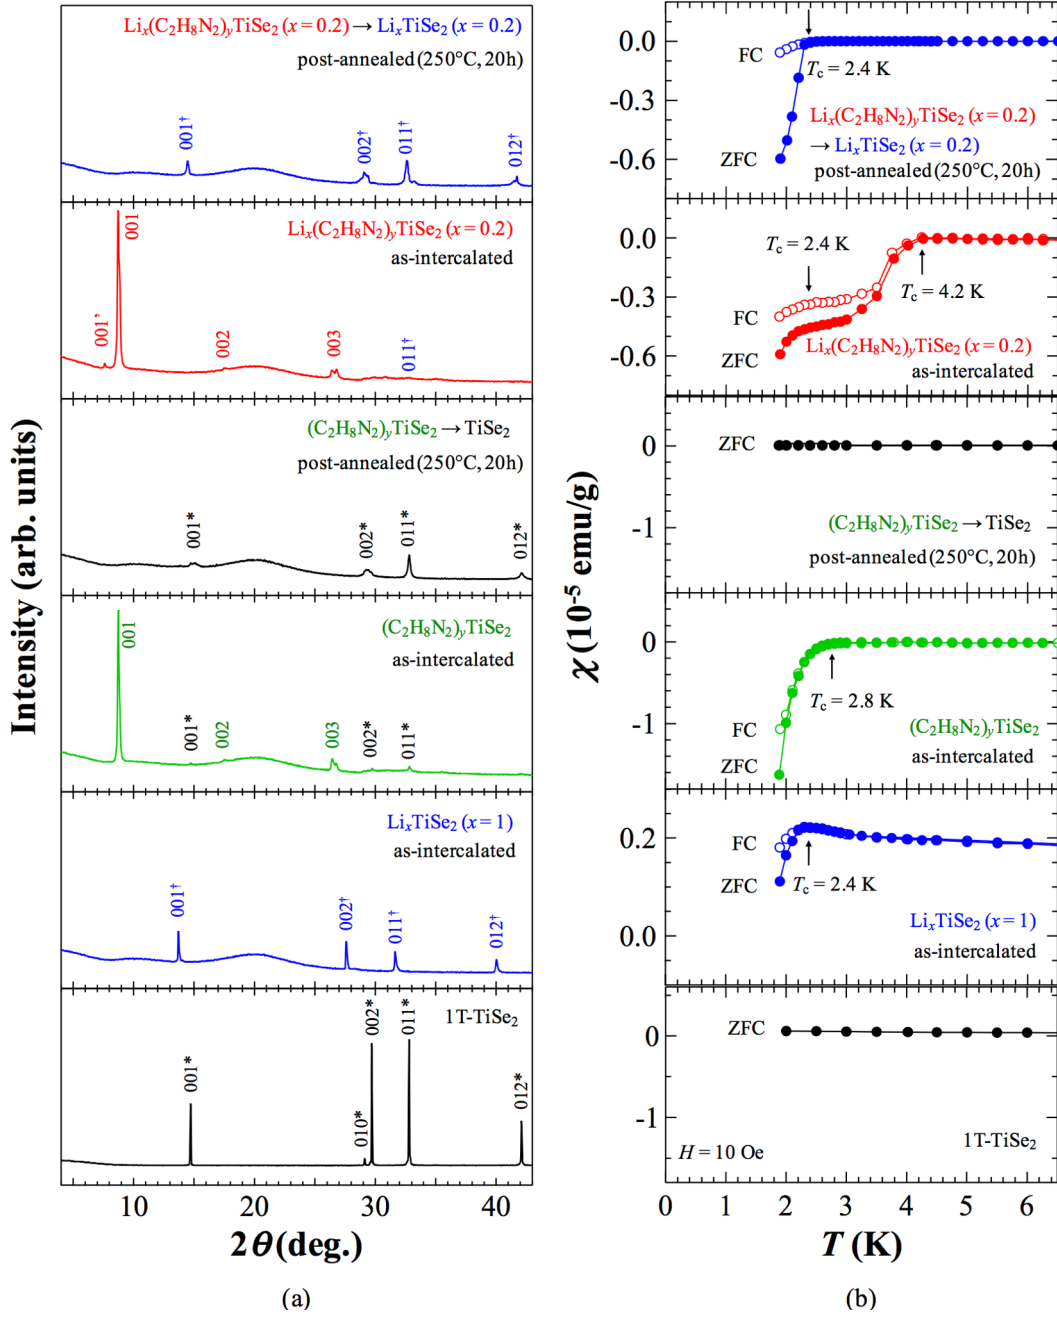 Liₓ(C₂H₈N₂)ᵧTiSe₂ (x = 0.2) → LiₓTiSe₂ (x = 0.2)
post-annealed (250°C, 20h)
001†
002†
011†
012†
Liₓ(C₂H₈N₂)ᵧTiSe₂ (x = 0.2)
as-intercalated
001'
001
002
003
011†
(C₂H₈N₂)ᵧTiSe₂ → TiSe₂
post-annealed (250°C, 20h)
001*
002*
011*
012*
(C₂H₈N₂)ᵧTiSe₂
as-intercalated
001
001*
002
003
002*
011*
LiₓTiSe₂ (x = 1)
as-intercalated
001†
002†
011†
012†
1T-TiSe₂
001*
010*
002*
011*
012*
Intensity (arb. units)
10 20 30 40
2θ (deg.)
(a)
0.0
-0.3
-0.6
FC
ZFC
Tc = 2.4 K
Liₓ(C₂H₈N₂)ᵧTiSe₂ (x = 0.2)
→ LiₓTiSe₂ (x = 0.2)
post-annealed (250°C, 20h)
0.0
-0.3
-0.6
Tc = 2.4 K
Tc = 4.2 K
FC
ZFC
Liₓ(C₂H₈N₂)ᵧTiSe₂ (x = 0.2)
as-intercalated
0
-1
ZFC
(C₂H₈N₂)ᵧTiSe₂ → TiSe₂
post-annealed (250°C, 20h)
0
-1
Tc = 2.8 K
FC
ZFC
(C₂H₈N₂)ᵧTiSe₂
as-intercalated
0.2
0.0
FC
ZFC
Tc = 2.4 K
LiₓTiSe₂ (x = 1)
as-intercalated
0
-1
ZFC
H = 10 Oe
1T-TiSe₂
χ (10⁻⁵ emu/g)
0 1 2 3 4 5 6
T (K)
(b)